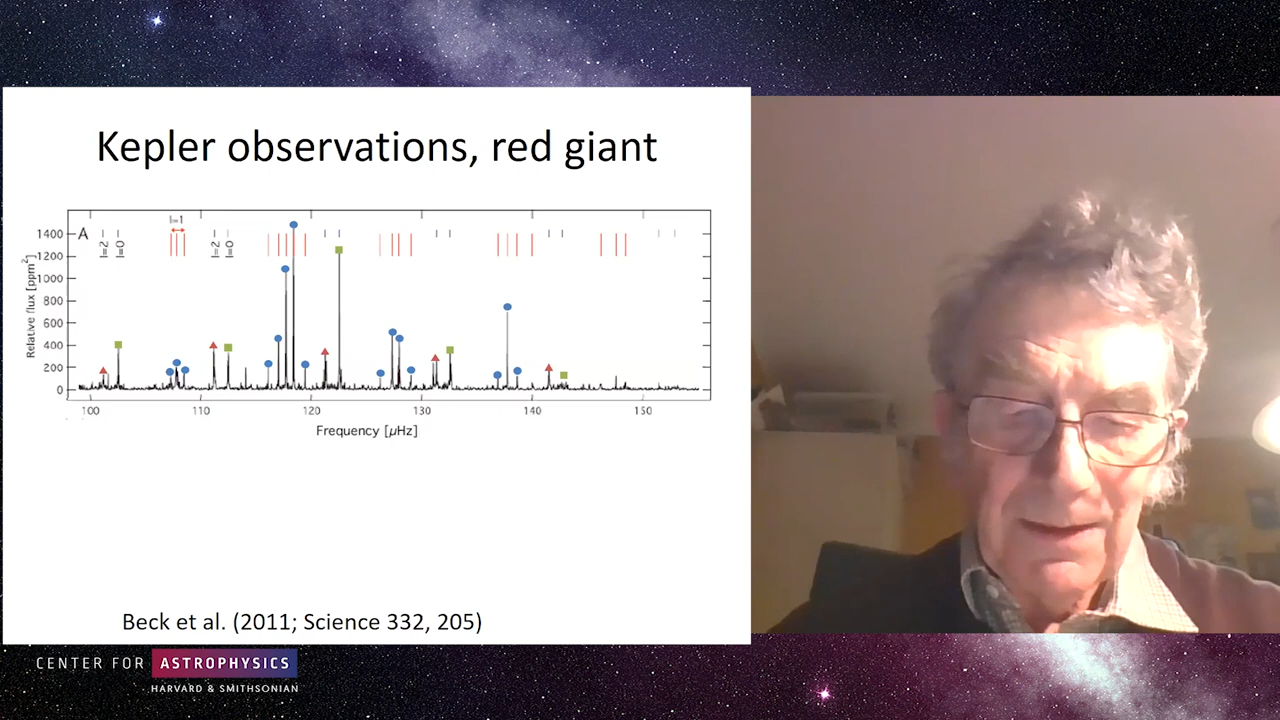 Kepler observations, red giant
A
l=2
l=0
l=1
l=2
l=0
1400
1200
1000
800
600
400
200
0
Relative flux [ppm²]
100 110 120 130 140 150
Frequency [μHz]
Beck et al. (2011; Science 332, 205)
CENTER FOR ASTROPHYSICS
HARVARD & SMITHSONIAN